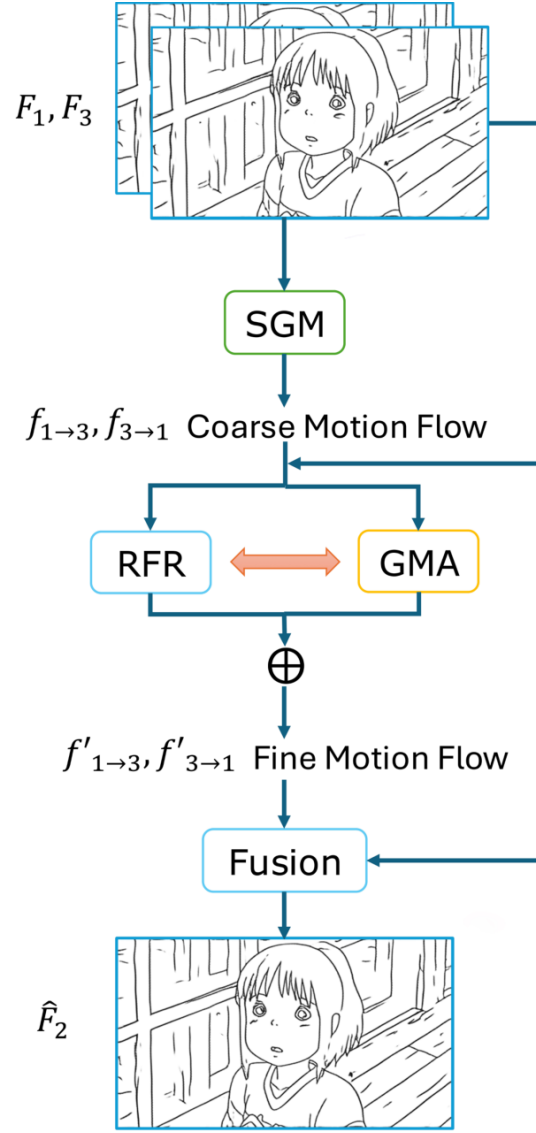 F₁, F₃
SGM
f₁→₃, f₃→₁ Coarse Motion Flow
RFR
GMA
⊕
f'₁→₃, f'₃→₁ Fine Motion Flow
Fusion
F̂₂